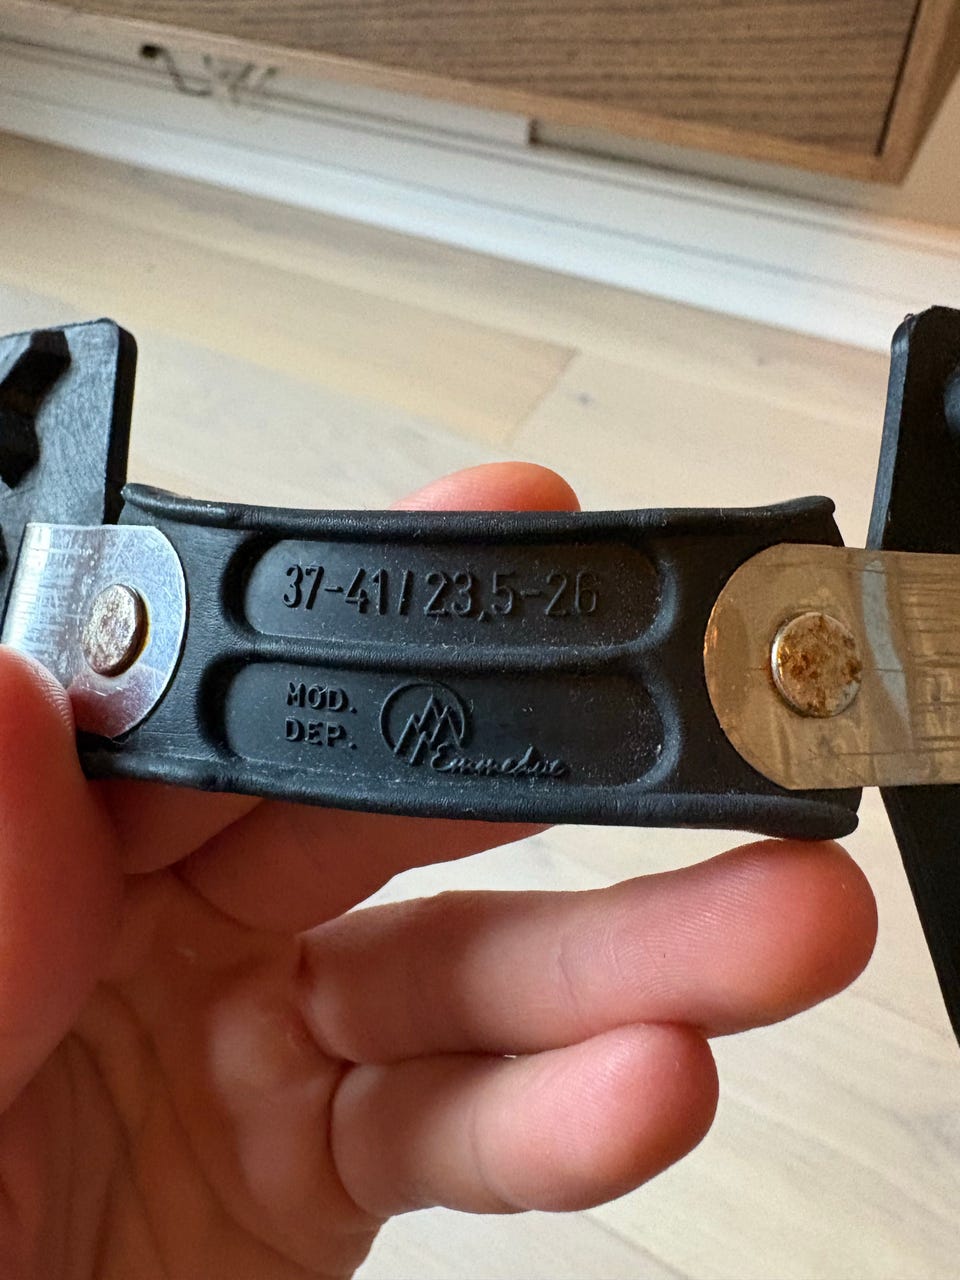 37-41/23,5-26
MOD.
DEP.
Emmedue